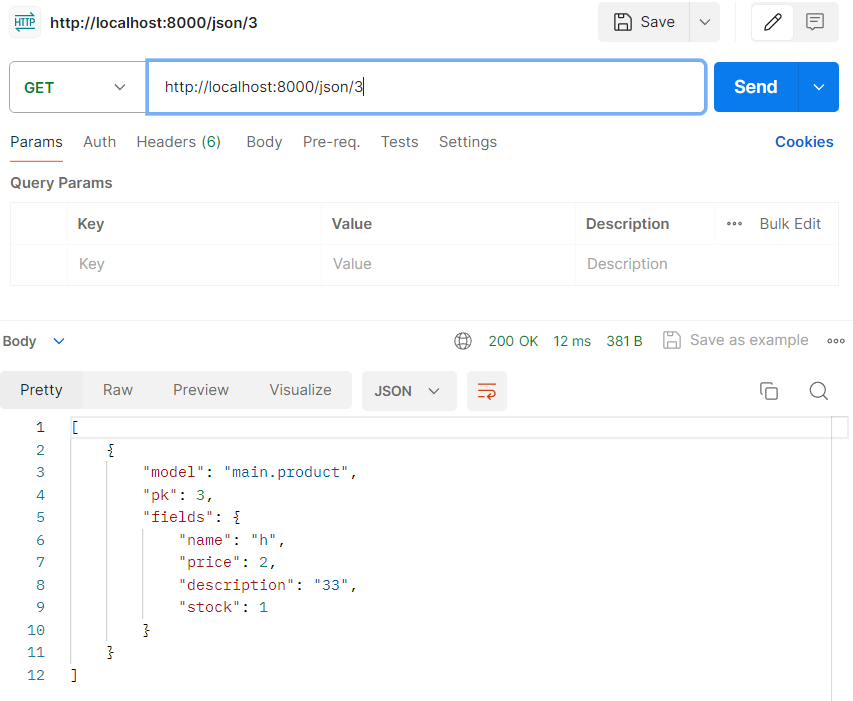 HTTP http://localhost:8000/json/3 Save
GET http://localhost:8000/json/3 Send
Params Auth Headers (6) Body Pre-req. Tests Settings Cookies
Query Params
Key Value Description Bulk Edit
Key Value Description
Body 200 OK 12 ms 381 B Save as example
Pretty Raw Preview Visualize JSON
1 [
2 {
3 "model": "main.product",
4 "pk": 3,
5 "fields": {
6 "name": "h",
7 "price": 2,
8 "description": "33",
9 "stock": 1
10 }
11 }
12 ]